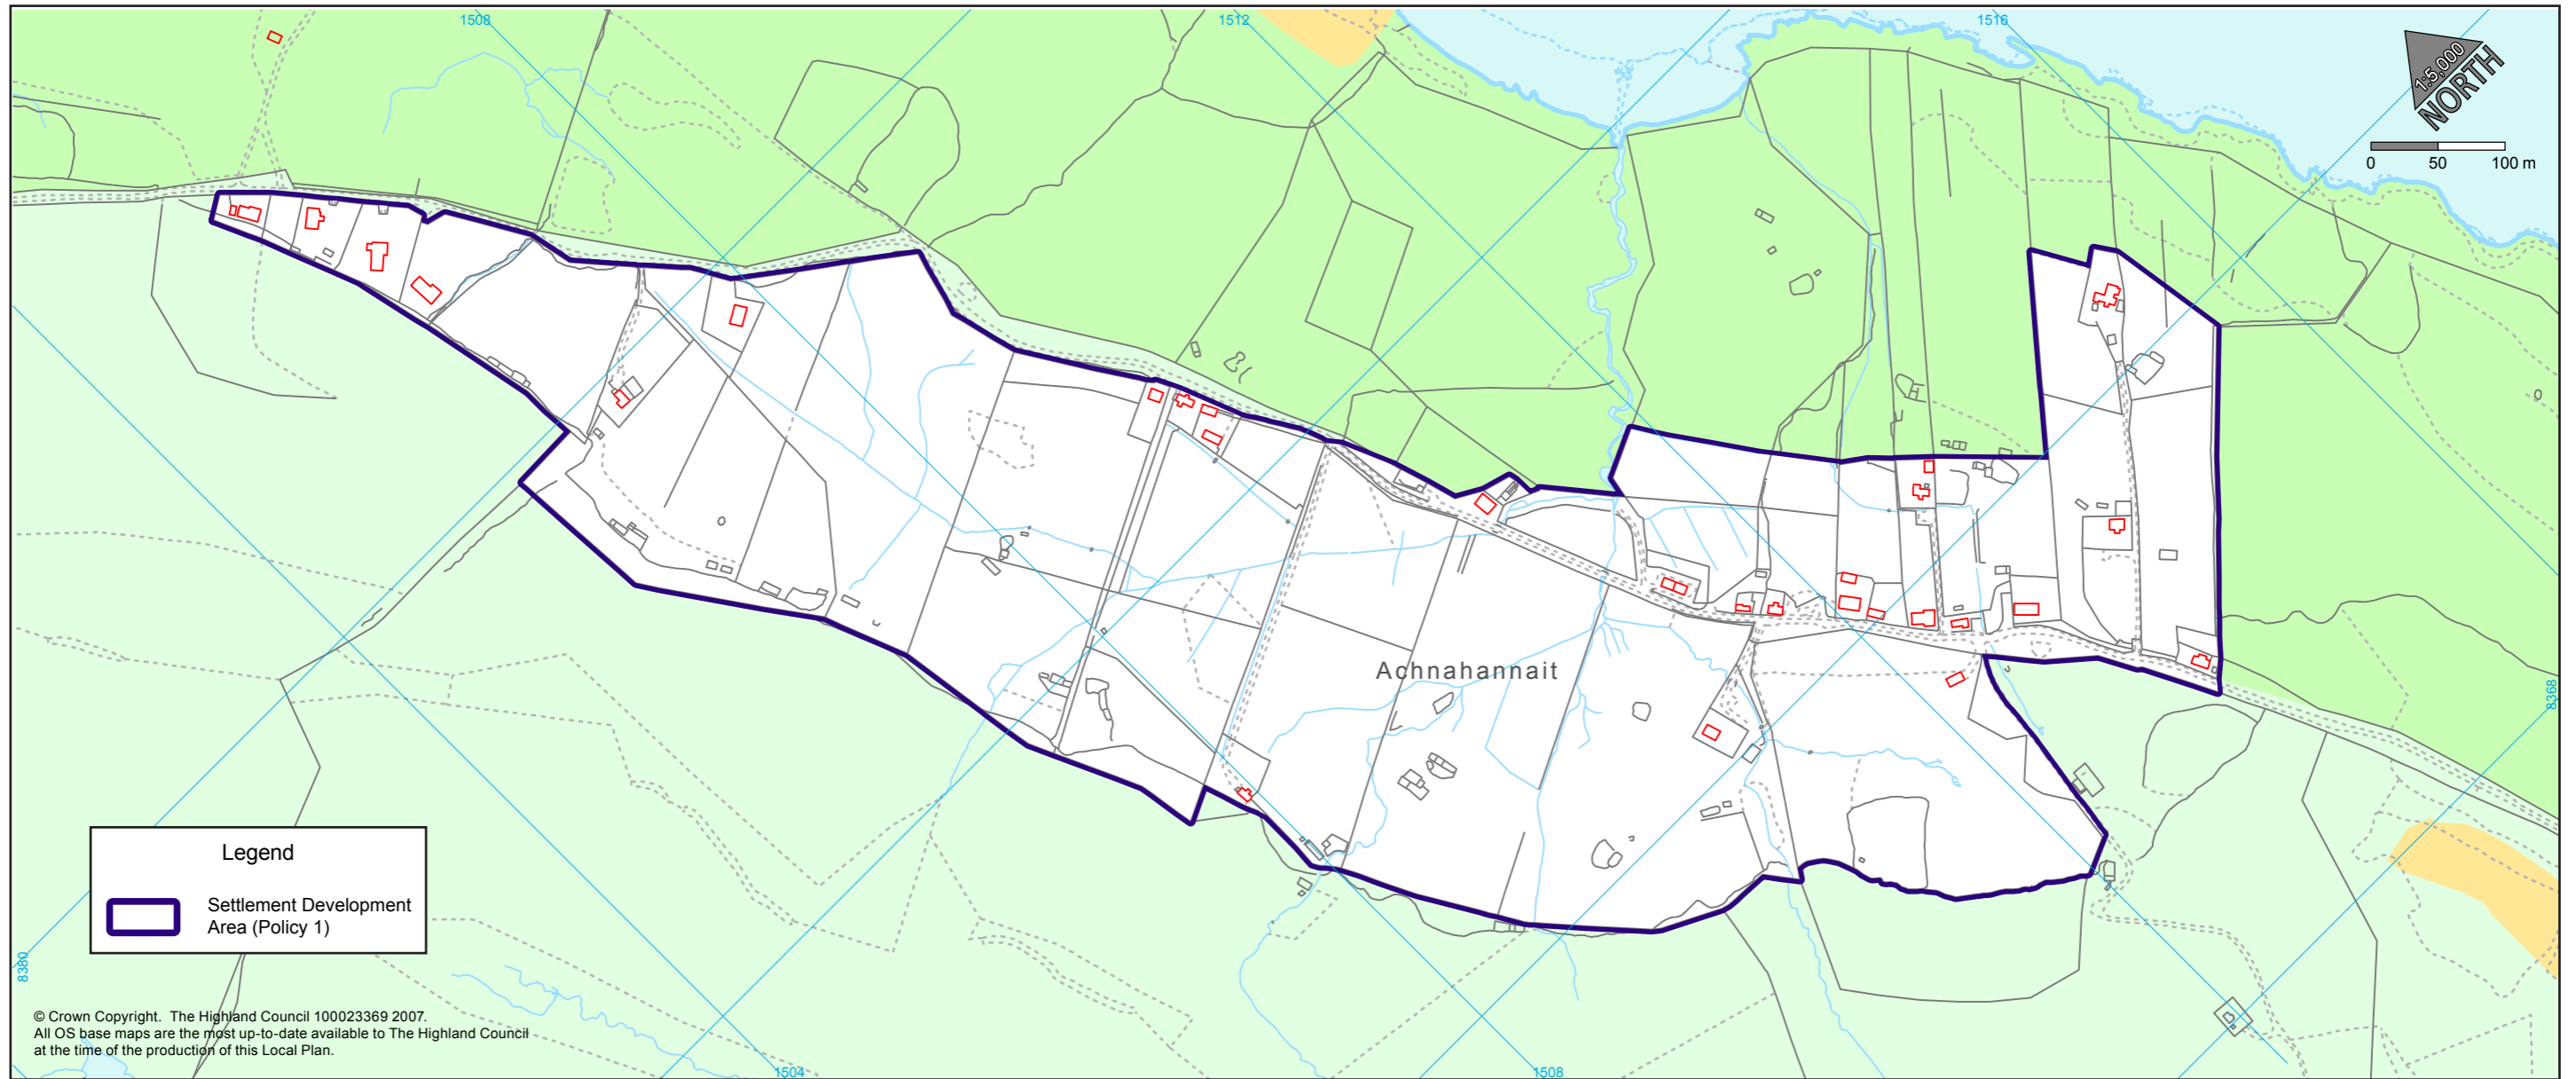 1508
1512
1516
1:5,000
NORTH
0 50 100 m
Achnahannait
8368
Legend
Settlement Development
Area (Policy 1)
8380
© Crown Copyright. The Highland Council 100023369 2007.
All OS base maps are the most up-to-date available to The Highland Council
at the time of the production of this Local Plan.
1504
1508